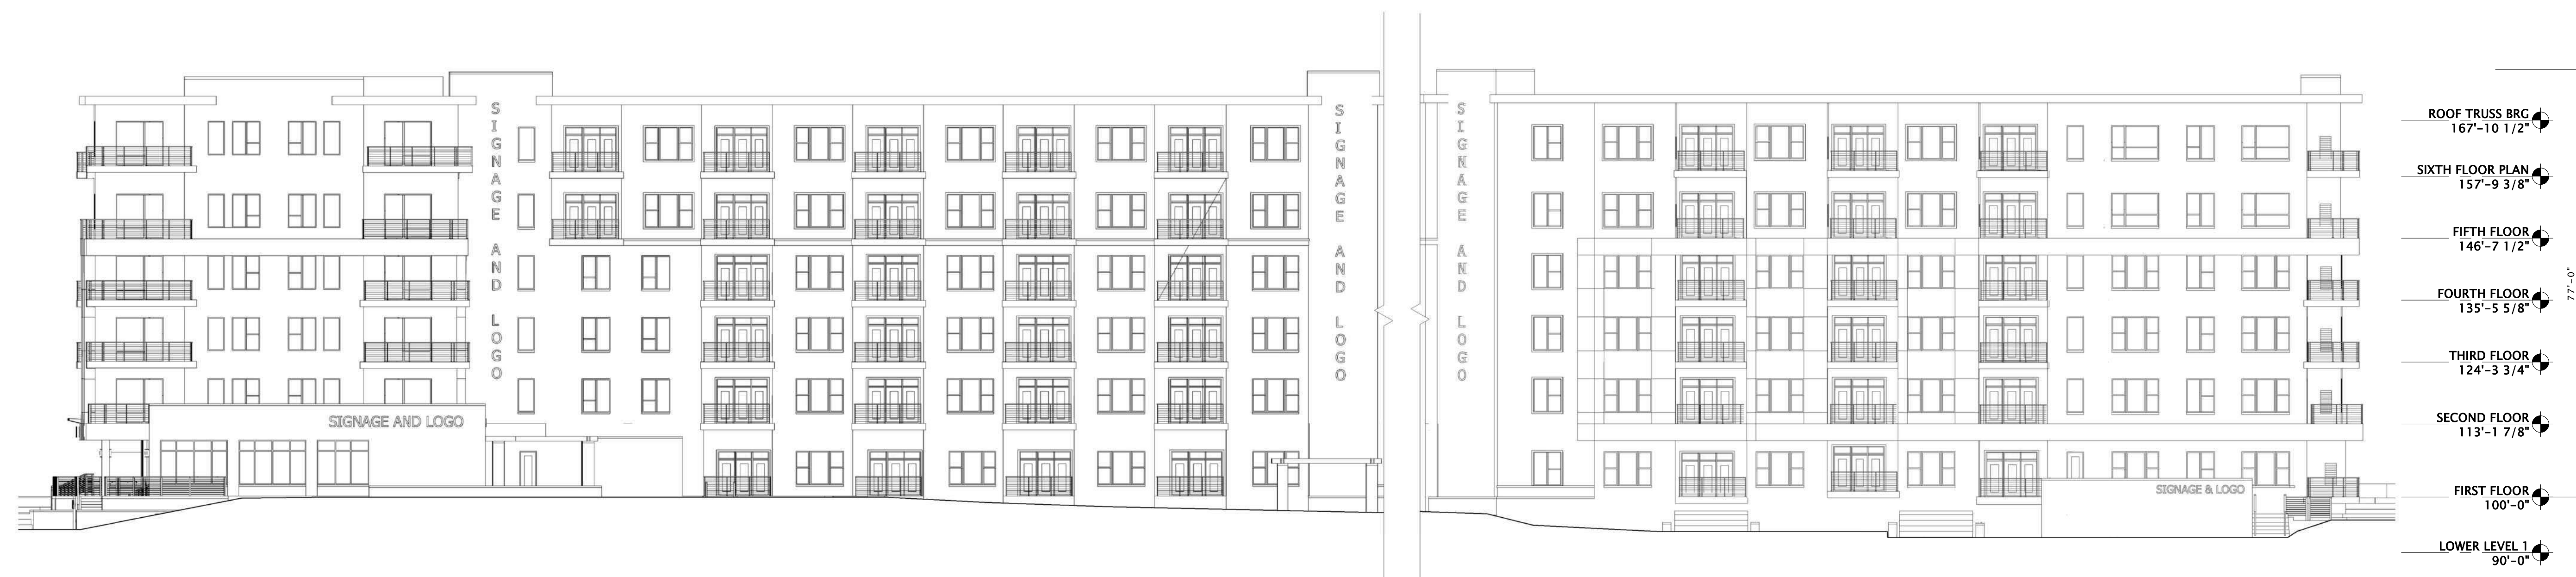 SIGNAGE AND LOGO
SIGNAGE AND LOGO
SIGNAGE AND LOGO
SIGNAGE AND LOGO
SIGNAGE & LOGO
ROOF TRUSS BRG
167'-10 1/2"
SIXTH FLOOR PLAN
157'-9 3/8"
FIFTH FLOOR
146'-7 1/2"
FOURTH FLOOR
135'-5 5/8"
THIRD FLOOR
124'-3 3/4"
SECOND FLOOR
113'-1 7/8"
FIRST FLOOR
100'-0"
LOWER LEVEL 1
90'-0"
77'-0"